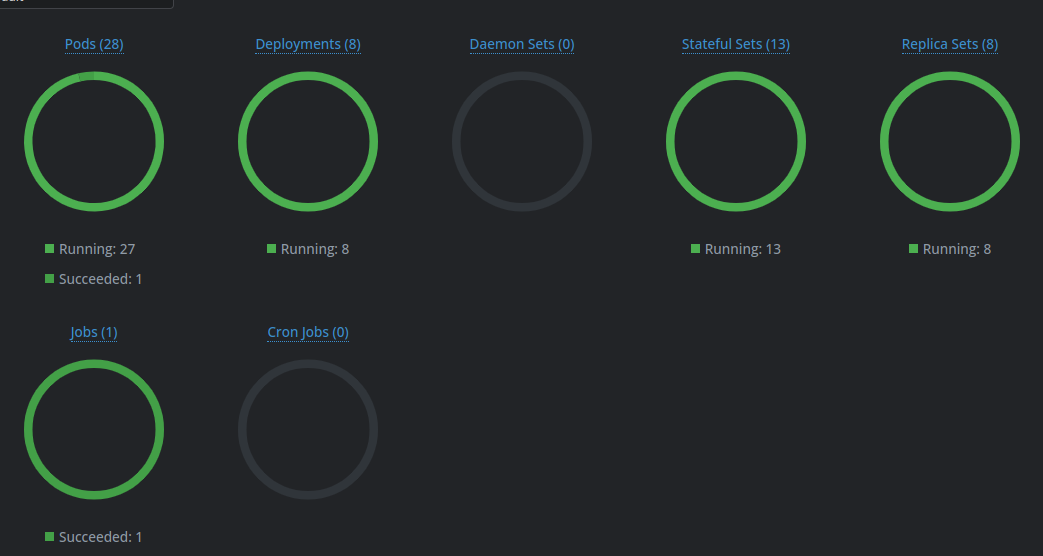 Pods (28)
Deployments (8)
Daemon Sets (0)
Stateful Sets (13)
Replica Sets (8)
Running: 27
Succeeded: 1
Running: 8
Running: 13
Running: 8
Jobs (1)
Cron Jobs (0)
Succeeded: 1